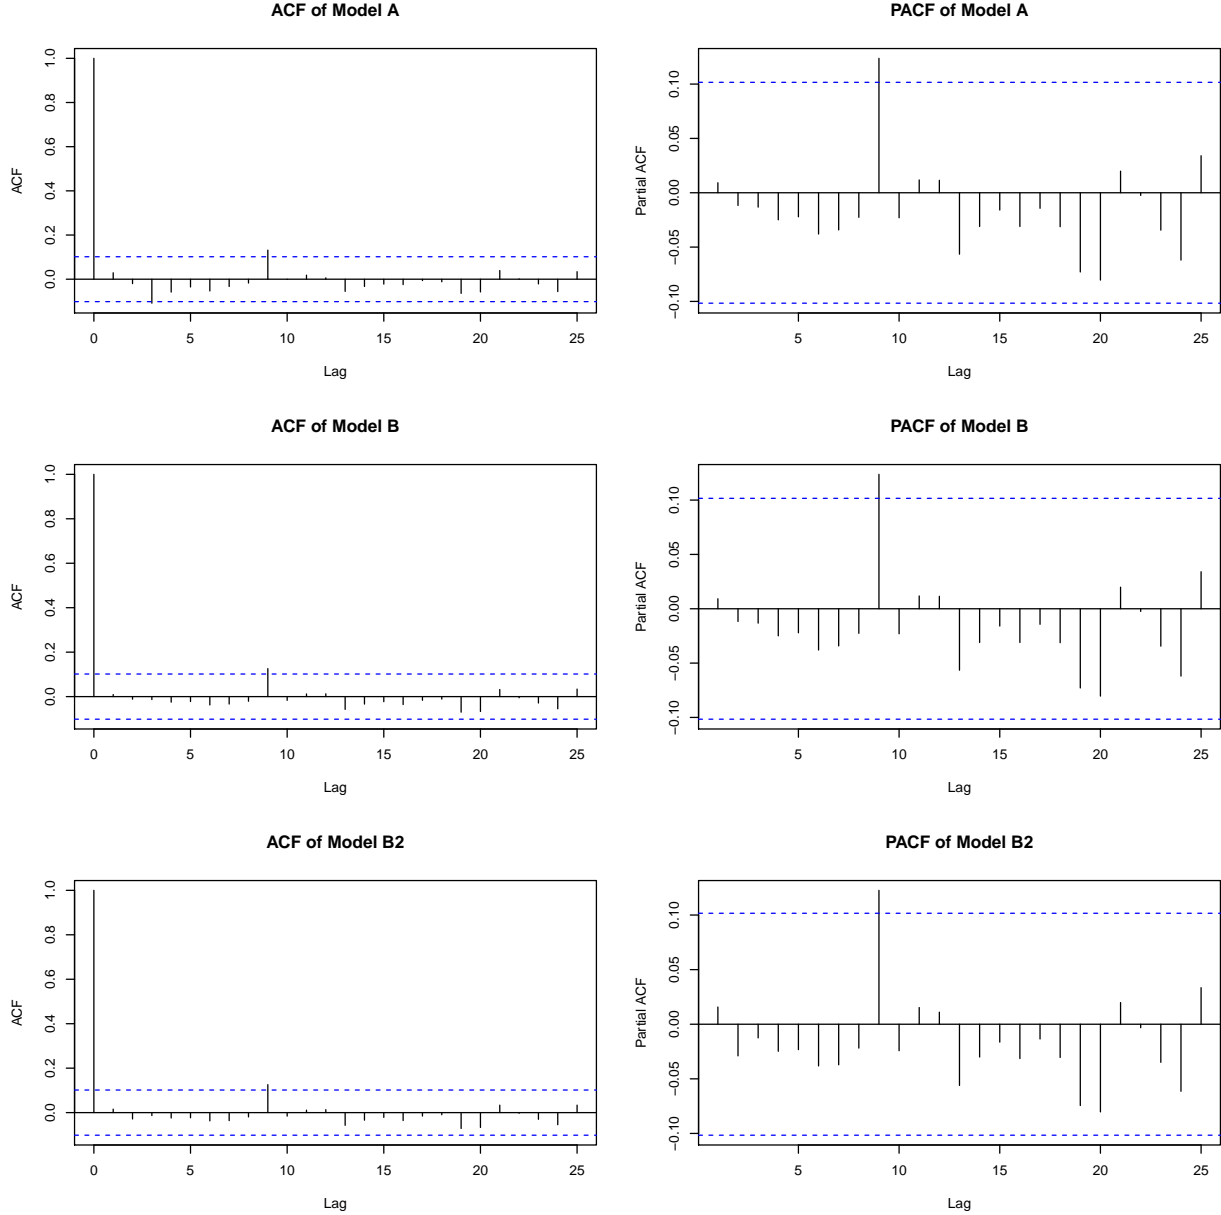 ACF of Model A
PACF of Model A
ACF
0.0 0.2 0.4 0.6 0.8 1.0
0 5 10 15 20 25
Lag
Partial ACF
−0.10 0.00 0.05 0.10
−0.05
5 10 15 20 25
Lag
ACF of Model B
PACF of Model B
ACF
0.0 0.2 0.4 0.6 0.8 1.0
0 5 10 15 20 25
Lag
Partial ACF
−0.10 −0.05 0.00 0.05 0.10
5 10 15 20 25
Lag
ACF of Model B2
PACF of Model B2
ACF
0.0 0.2 0.4 0.6 0.8 1.0
0 5 10 15 20 25
Lag
Partial ACF
−0.10 −0.05 0.00 0.05 0.10
5 10 15 20 25
Lag